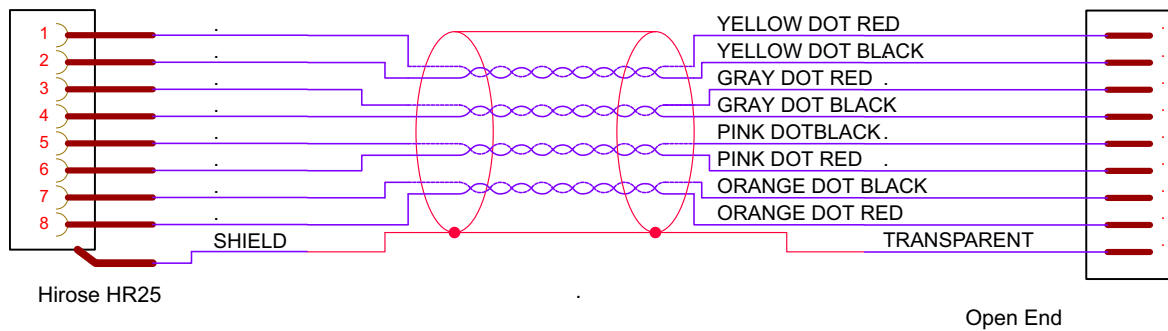 1 YELLOW DOT RED
2 YELLOW DOT BLACK
3 GRAY DOT RED
4 GRAY DOT BLACK
5 PINK DOTBLACK
6 PINK DOT RED
7 ORANGE DOT BLACK
8 ORANGE DOT RED
SHIELD TRANSPARENT
Hirose HR25
Open End